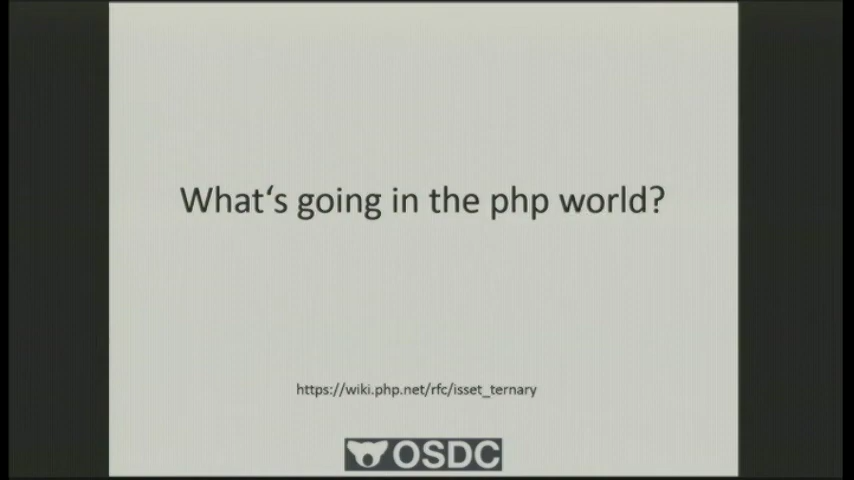 What‘s going in the php world?
https://wiki.php.net/rfc/isset_ternary
OSDC